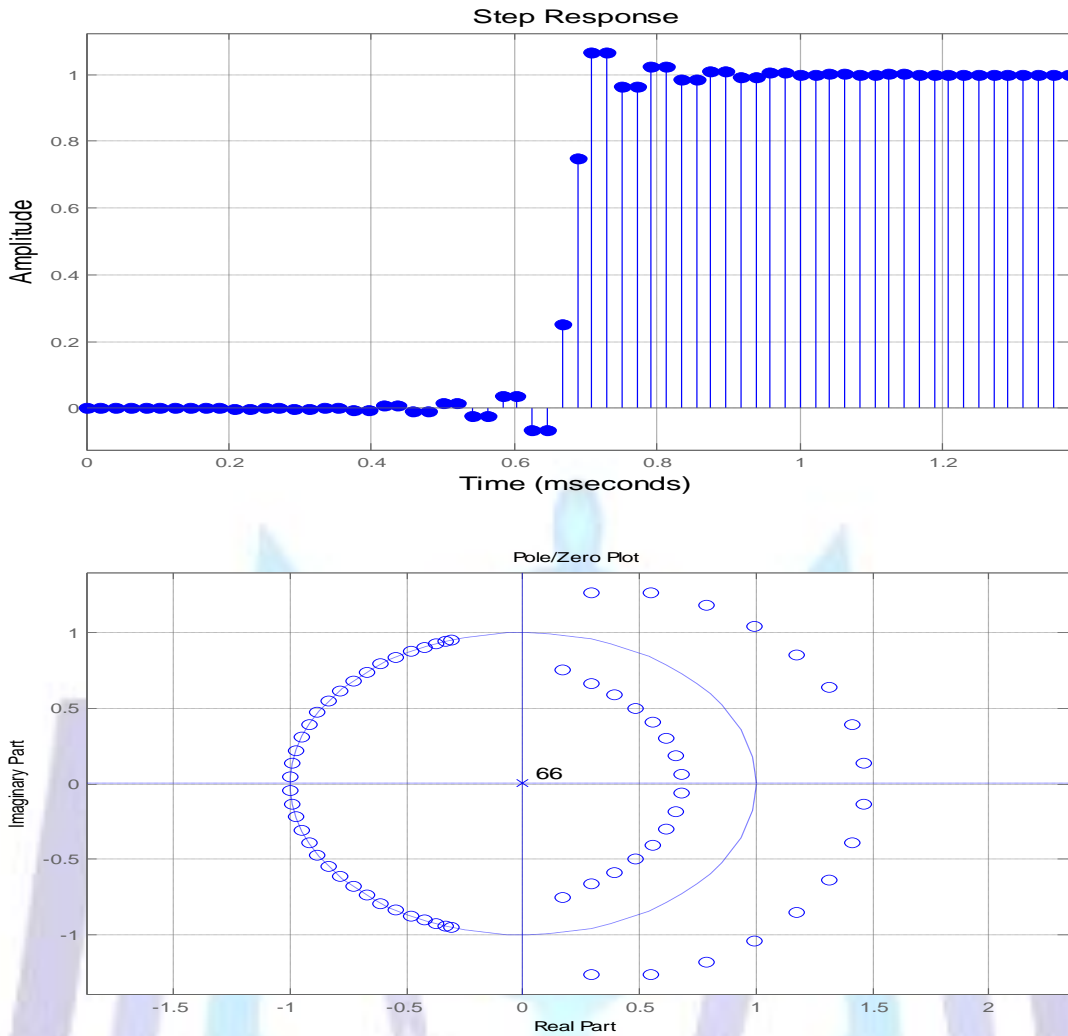 Step Response
1
0.8
0.6
0.4
0.2
0
0 0.2 0.4 0.6 0.8 1 1.2
Amplitude
Time (mseconds)
Pole/Zero Plot
1
0.5
0
-0.5
-1
66
-1.5 -1 -0.5 0 0.5 1 1.5 2
Imaginary Part
Real Part